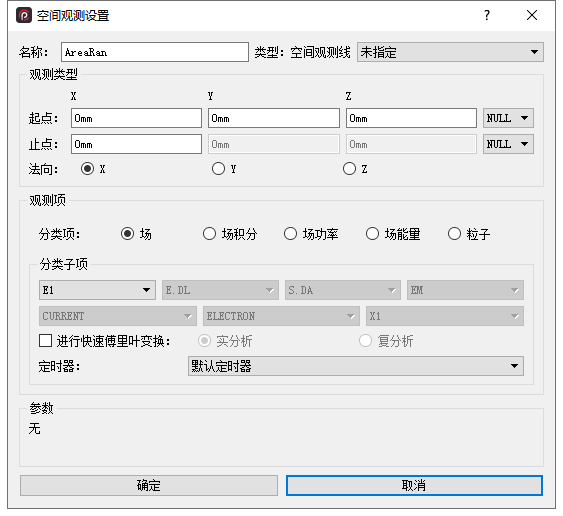 空间观测设置
名称： AreaRan 类型：空间观测线 未指定
观测类型
X Y Z
起点： 0mm 0mm 0mm NULL
止点： 0mm 0mm 0mm NULL
法向： X Y Z
观测项
分类项： 场 场积分 场功率 场能量 粒子
分类子项
E1 E.DL S.DA EM
CURRENT ELECTRON X1
进行快速傅里叶变换： 实分析 复分析
定时器： 默认定时器
参数
无
确定 取消